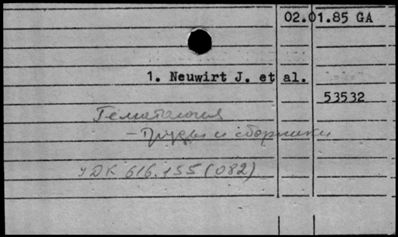 02.01.85 GA
1. Neuwirt J. et al.
53532
Гематология
- Труды и сборники
УДК 616.155(082)